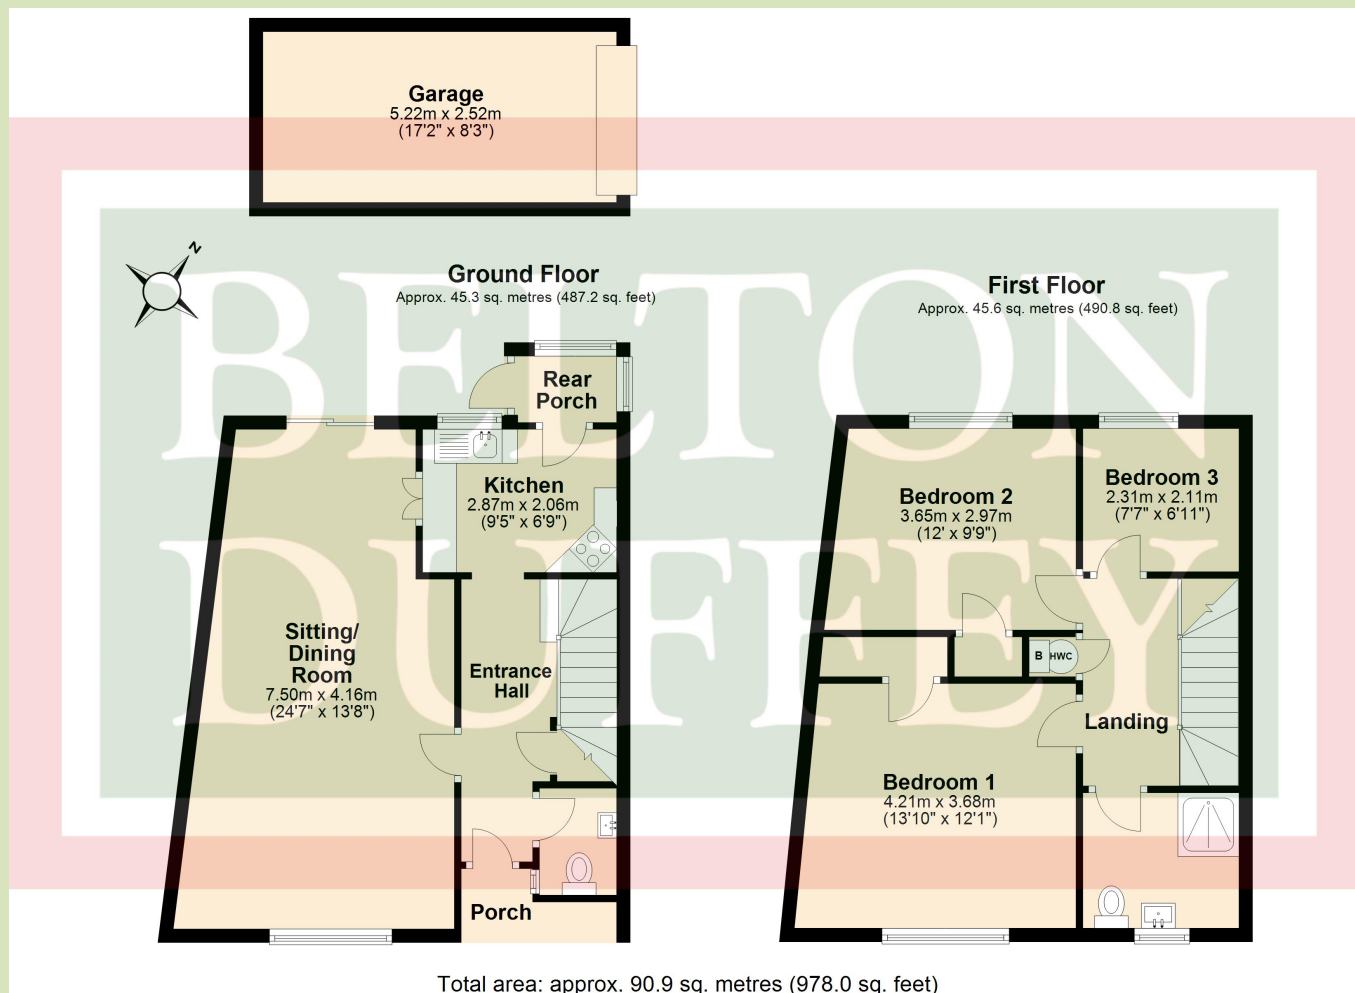 Garage
5.22m x 2.52m
(17'2" x 8'3")
N
Ground Floor
Approx. 45.3 sq. metres (487.2 sq. feet)
First Floor
Approx. 45.6 sq. metres (490.8 sq. feet)
BELTON
DUFFEY
Rear
Porch
Kitchen
2.87m x 2.06m
(9'5" x 6'9")
Sitting/
Dining
Room
7.50m x 4.16m
(24'7" x 13'8")
Entrance
Hall
Porch
Bedroom 2
3.65m x 2.97m
(12' x 9'9")
Bedroom 3
2.31m x 2.11m
(7'7" x 6'11")
B HWC
Landing
Bedroom 1
4.21m x 3.68m
(13'10" x 12'1")
Total area: approx. 90.9 sq. metres (978.0 sq. feet)